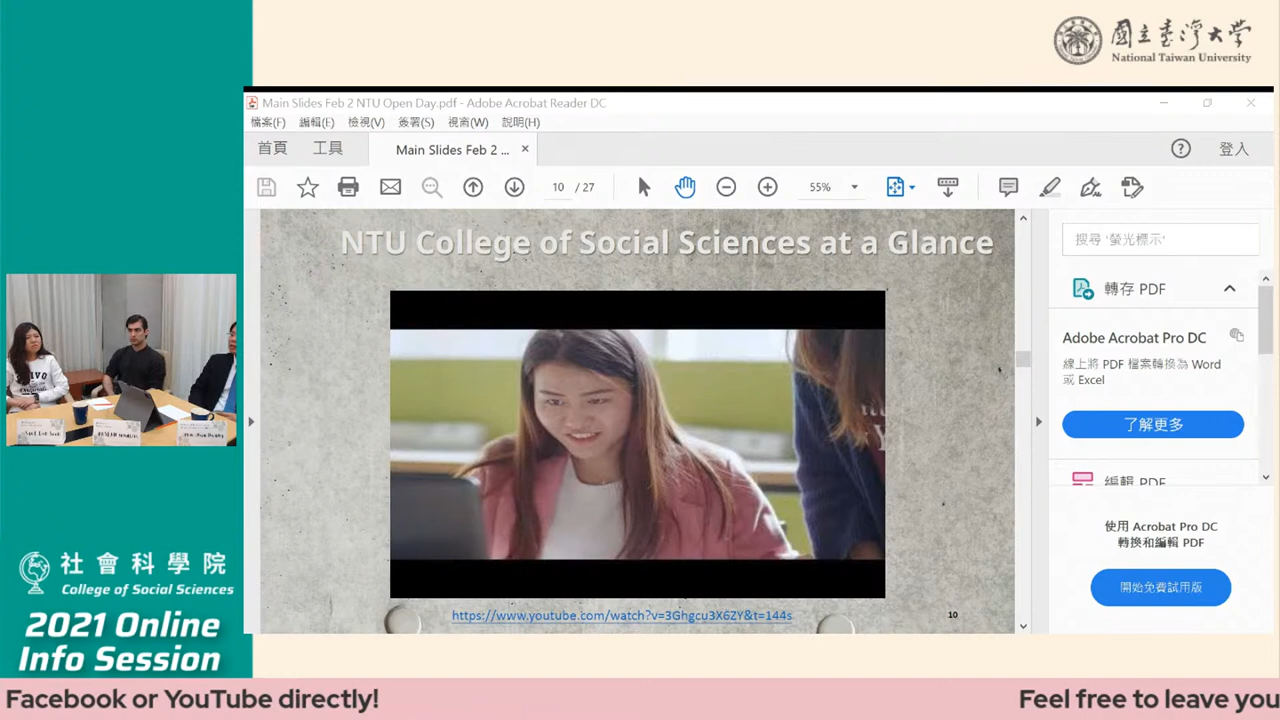 國立臺灣大學
National Taiwan University
Main Slides Feb 2 NTU Open Day.pdf - Adobe Acrobat Reader DC
檔案(F) 編輯(E) 檢視(V) 簽署(S) 視窗(W) 說明(H)
首頁 工具 Main Slides Feb 2 ... × 登入
10 / 27 55%
NTU College of Social Sciences at a Glance
https://www.youtube.com/watch?v=3Ghgcu3X6ZY&t=144s
10
搜尋 '螢光標示'
轉存 PDF
Adobe Acrobat Pro DC
線上將 PDF 檔案轉換為 Word
或 Excel
了解更多
編輯 PDF
使用 Acrobat Pro DC
轉換和編輯 PDF
開始免費試用版
社會科學院
College of Social Sciences
2021 Online
Info Session
Facebook or YouTube directly! Feel free to leave you